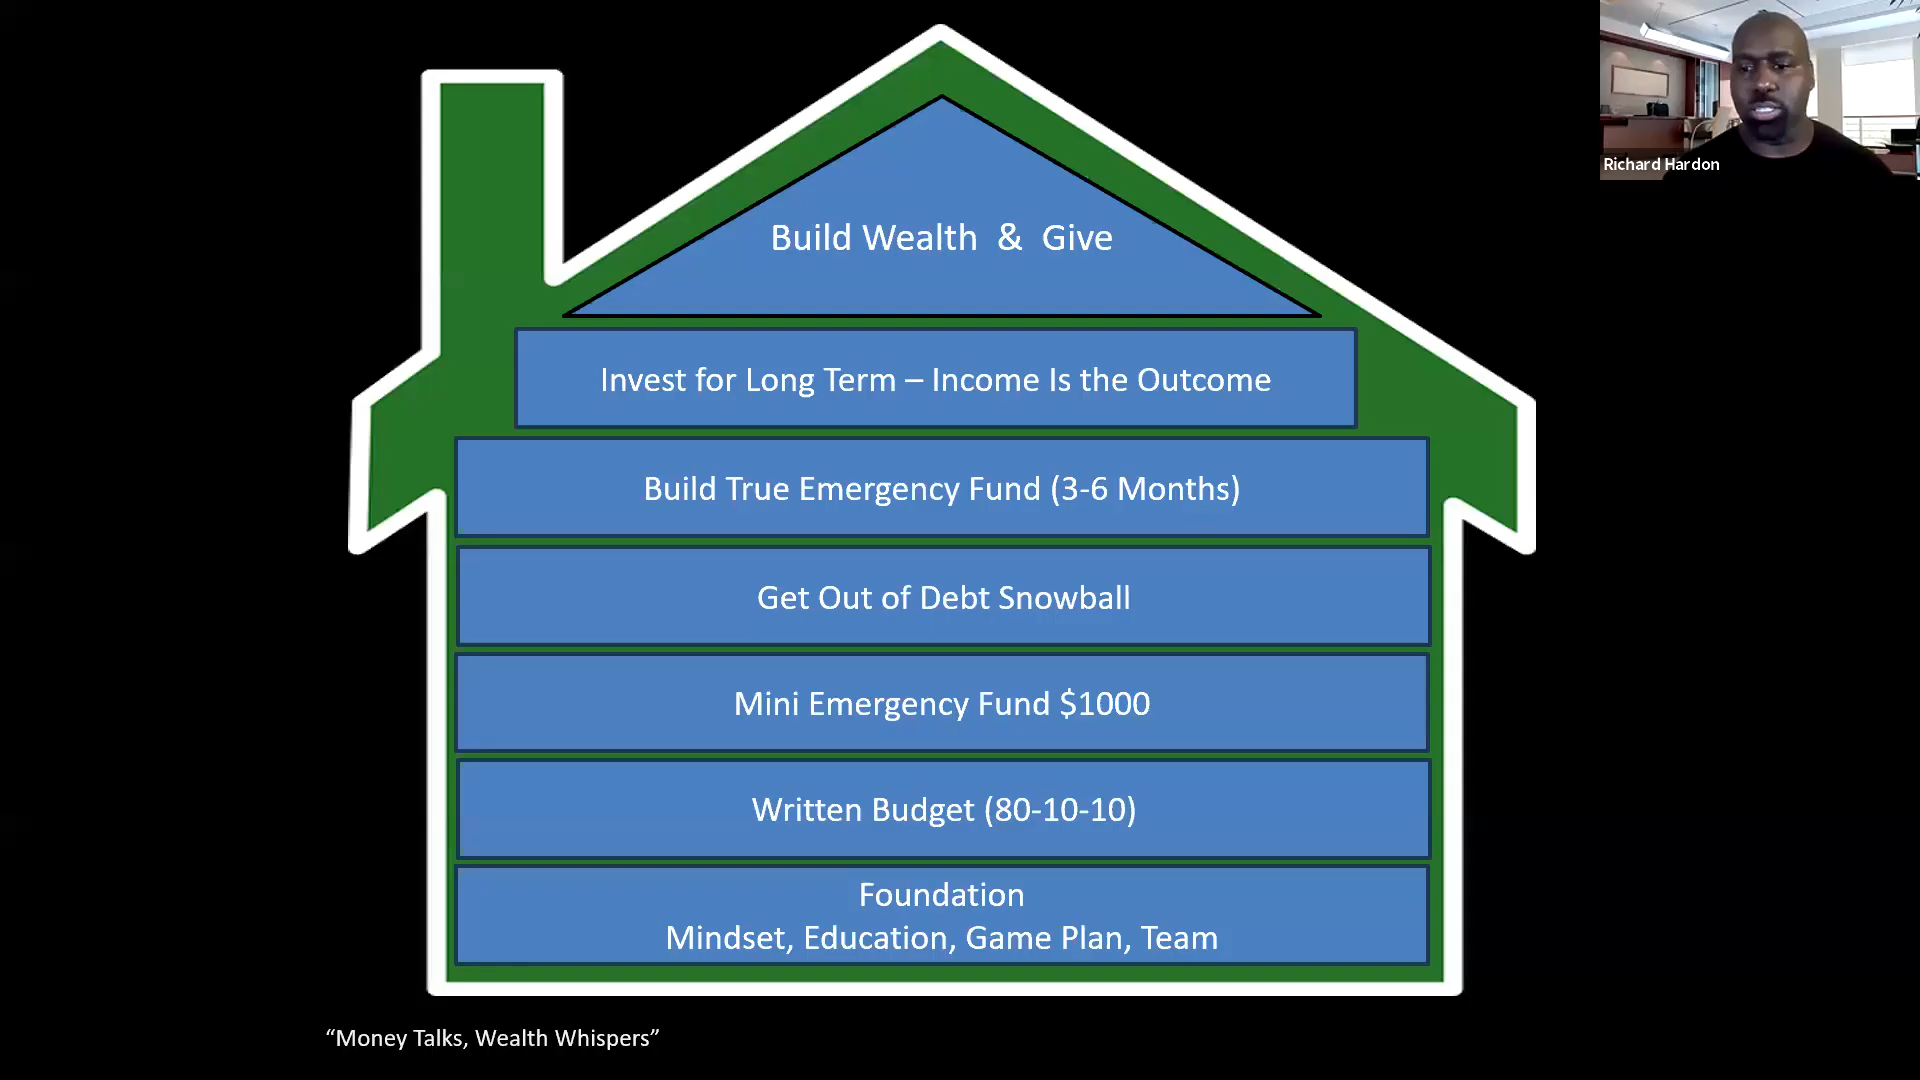 Richard Hardon
Build Wealth & Give
Invest for Long Term – Income Is the Outcome
Build True Emergency Fund (3-6 Months)
Get Out of Debt Snowball
Mini Emergency Fund $1000
Written Budget (80-10-10)
Foundation
Mindset, Education, Game Plan, Team
“Money Talks, Wealth Whispers”